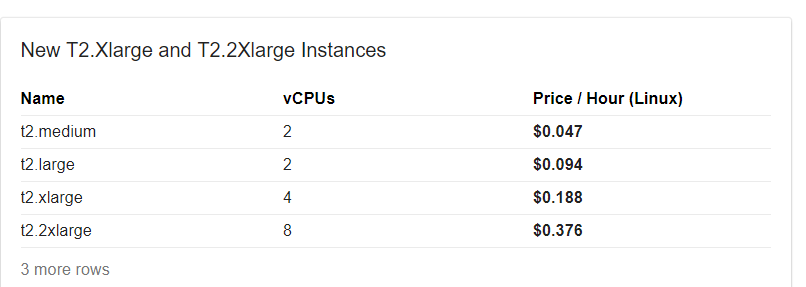 New T2.Xlarge and T2.2Xlarge Instances
Name vCPUs Price / Hour (Linux)
t2.medium 2 $0.047
t2.large 2 $0.094
t2.xlarge 4 $0.188
t2.2xlarge 8 $0.376
3 more rows